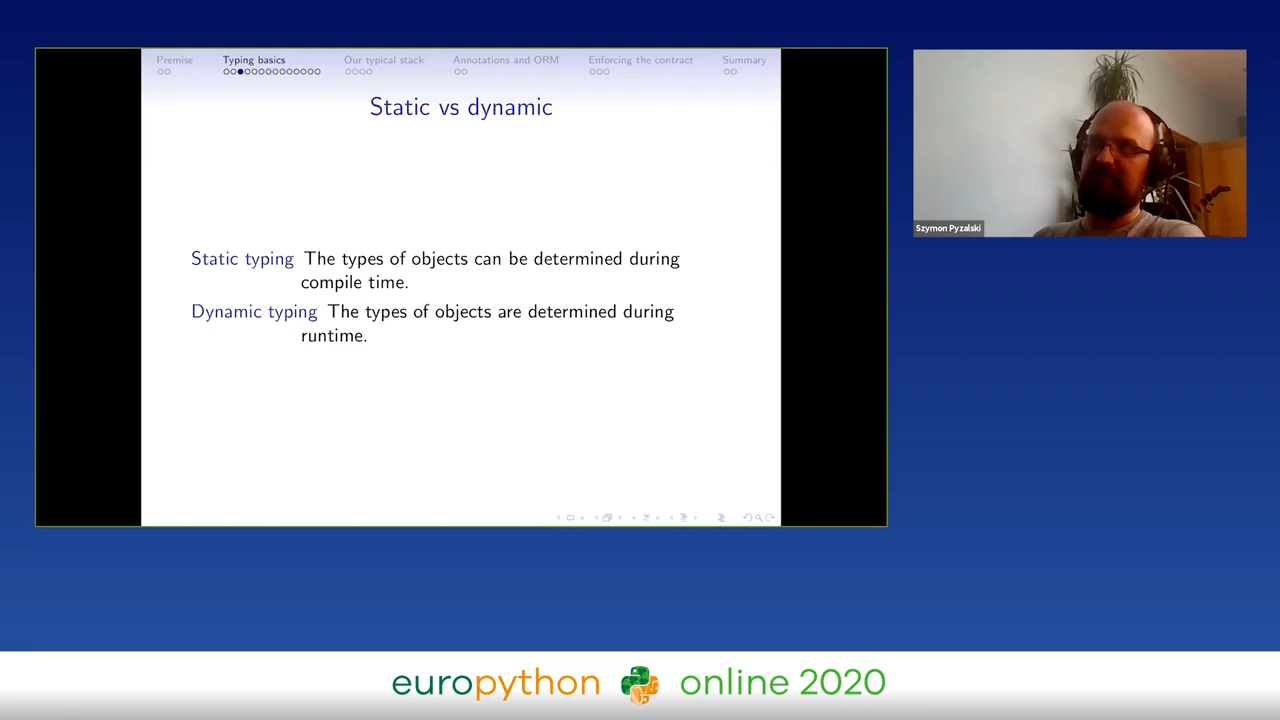 Premise Typing basics Our typical stack Annotations and ORM Enforcing the contract Summary
Static vs dynamic
Static typing The types of objects can be determined during
compile time.
Dynamic typing The types of objects are determined during
runtime.
Szymon Pyzalski
europython online 2020